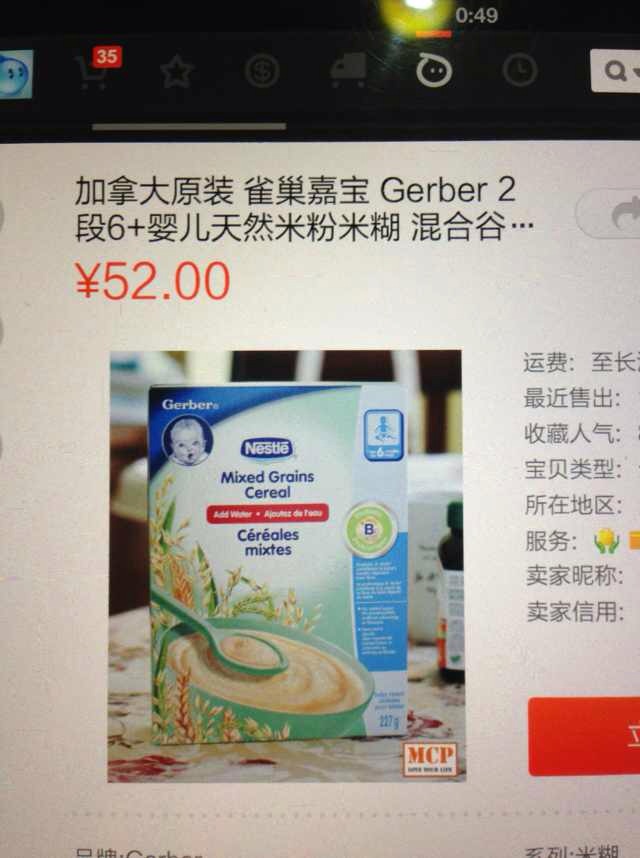 0:49
35
加拿大原装 雀巢嘉宝 Gerber 2
段6+婴儿天然米粉米糊 混合谷…
¥52.00
运费: 至长
最近售出:
收藏人气:
宝贝类型:
所在地区:
服务:
卖家昵称:
卖家信用:
Gerber
Nestlé
Mixed Grains
Cereal
Add Water • Ajoutez de l'eau
Céréales
mixtes
6
B
227 g
MCP
品牌:Gerber
系列:米糊